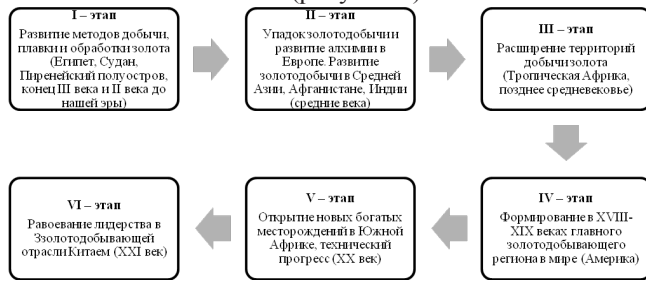 I – этап
Развитие методов добычи,
плавки и обработки золота
(Египет, Судан,
Пиренейский полуостров,
конец III века и II века до
нашей эры)
II – этап
Упадок золотодобычи и
развитие алхимии в
Европе. Развитие
золотодобычи в Средней
Азии, Афганистане, Индии
(средние века)
III – этап
Расширение территорий
добычи золота
(Тропическая Африка,
позднее средневековье)
IV – этап
Формирование в XVIII-
XIX веках главного
золотодобывающего
региона в мире (Америка)
V – этап
Открытие новых богатых
месторождений в Южной
Африке, технический
прогресс (XX век)
VI – этап
Равоевание лидерства в
Ззолотодобывающей
отрасли Китаем (XXI век)